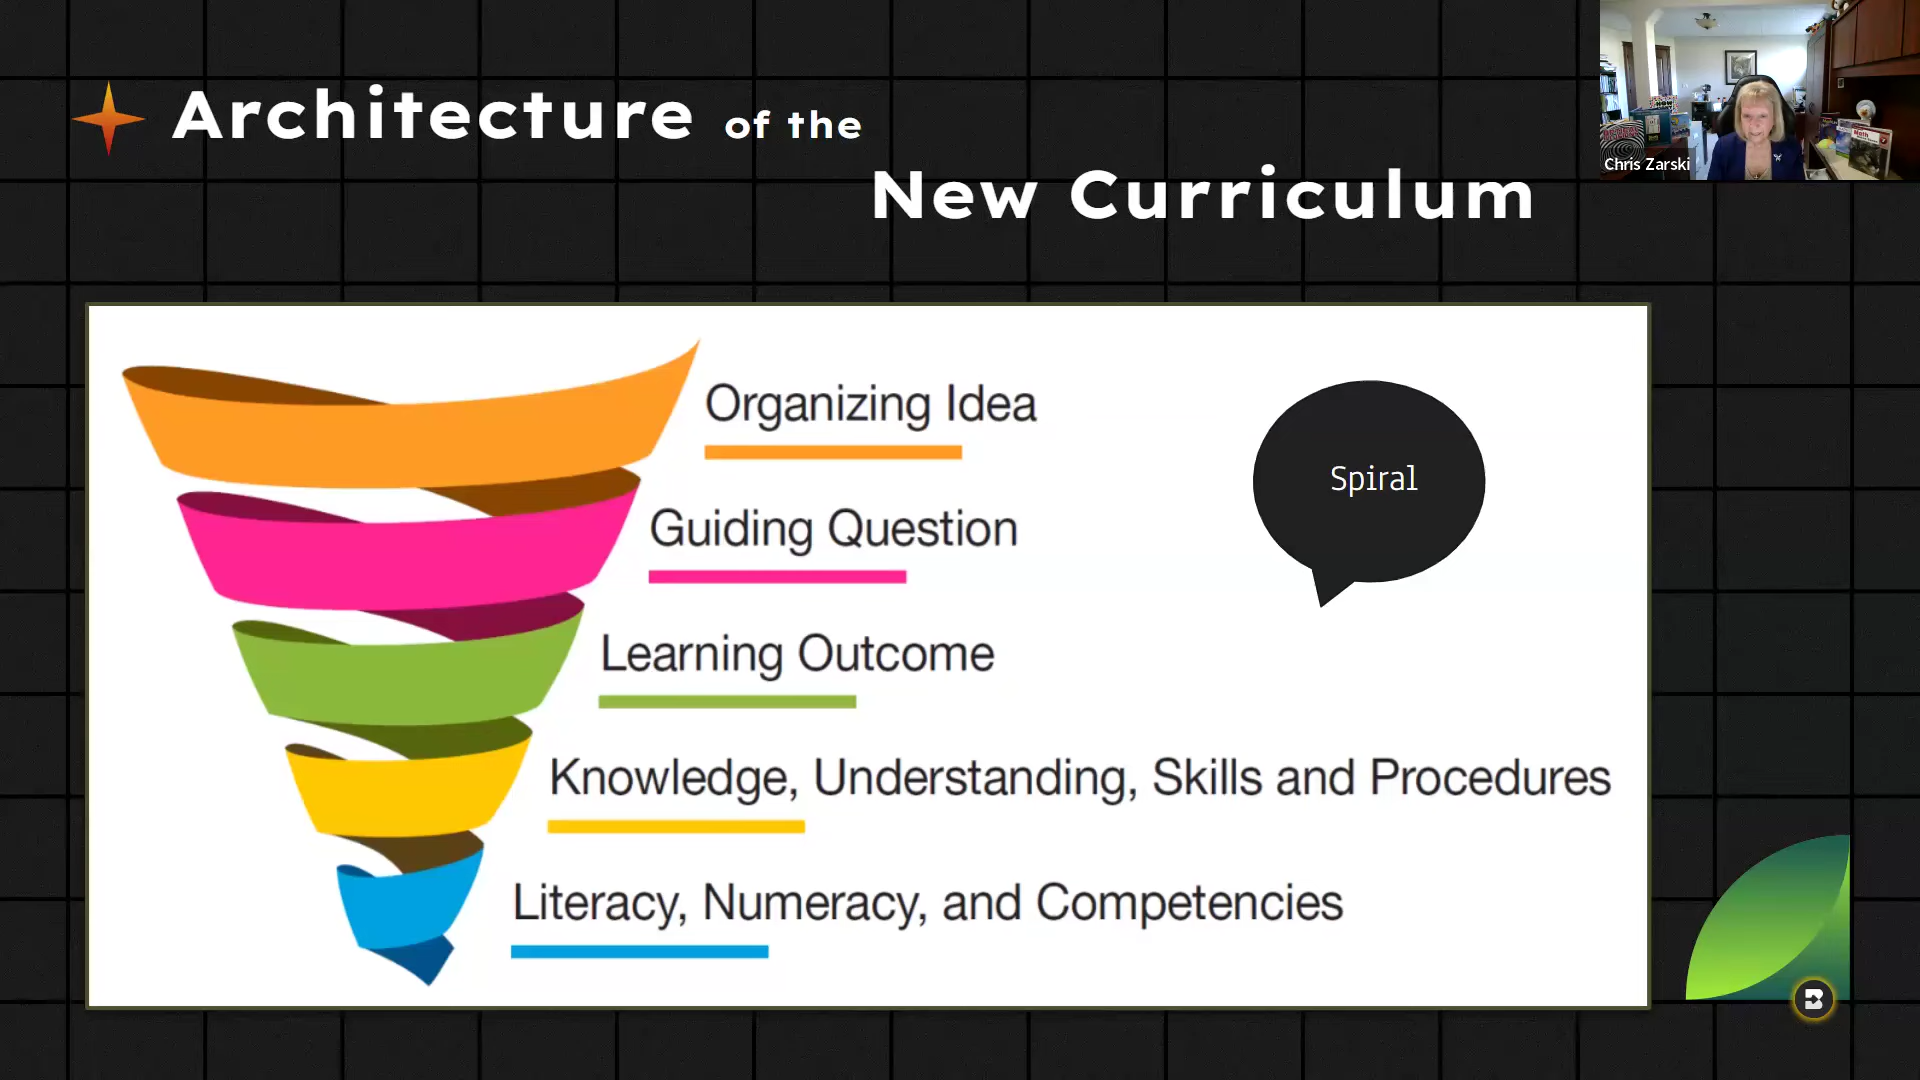 Architecture of the
New Curriculum
Chris Zarski
Organizing Idea
Spiral
Guiding Question
Learning Outcome
Knowledge, Understanding, Skills and Procedures
Literacy, Numeracy, and Competencies